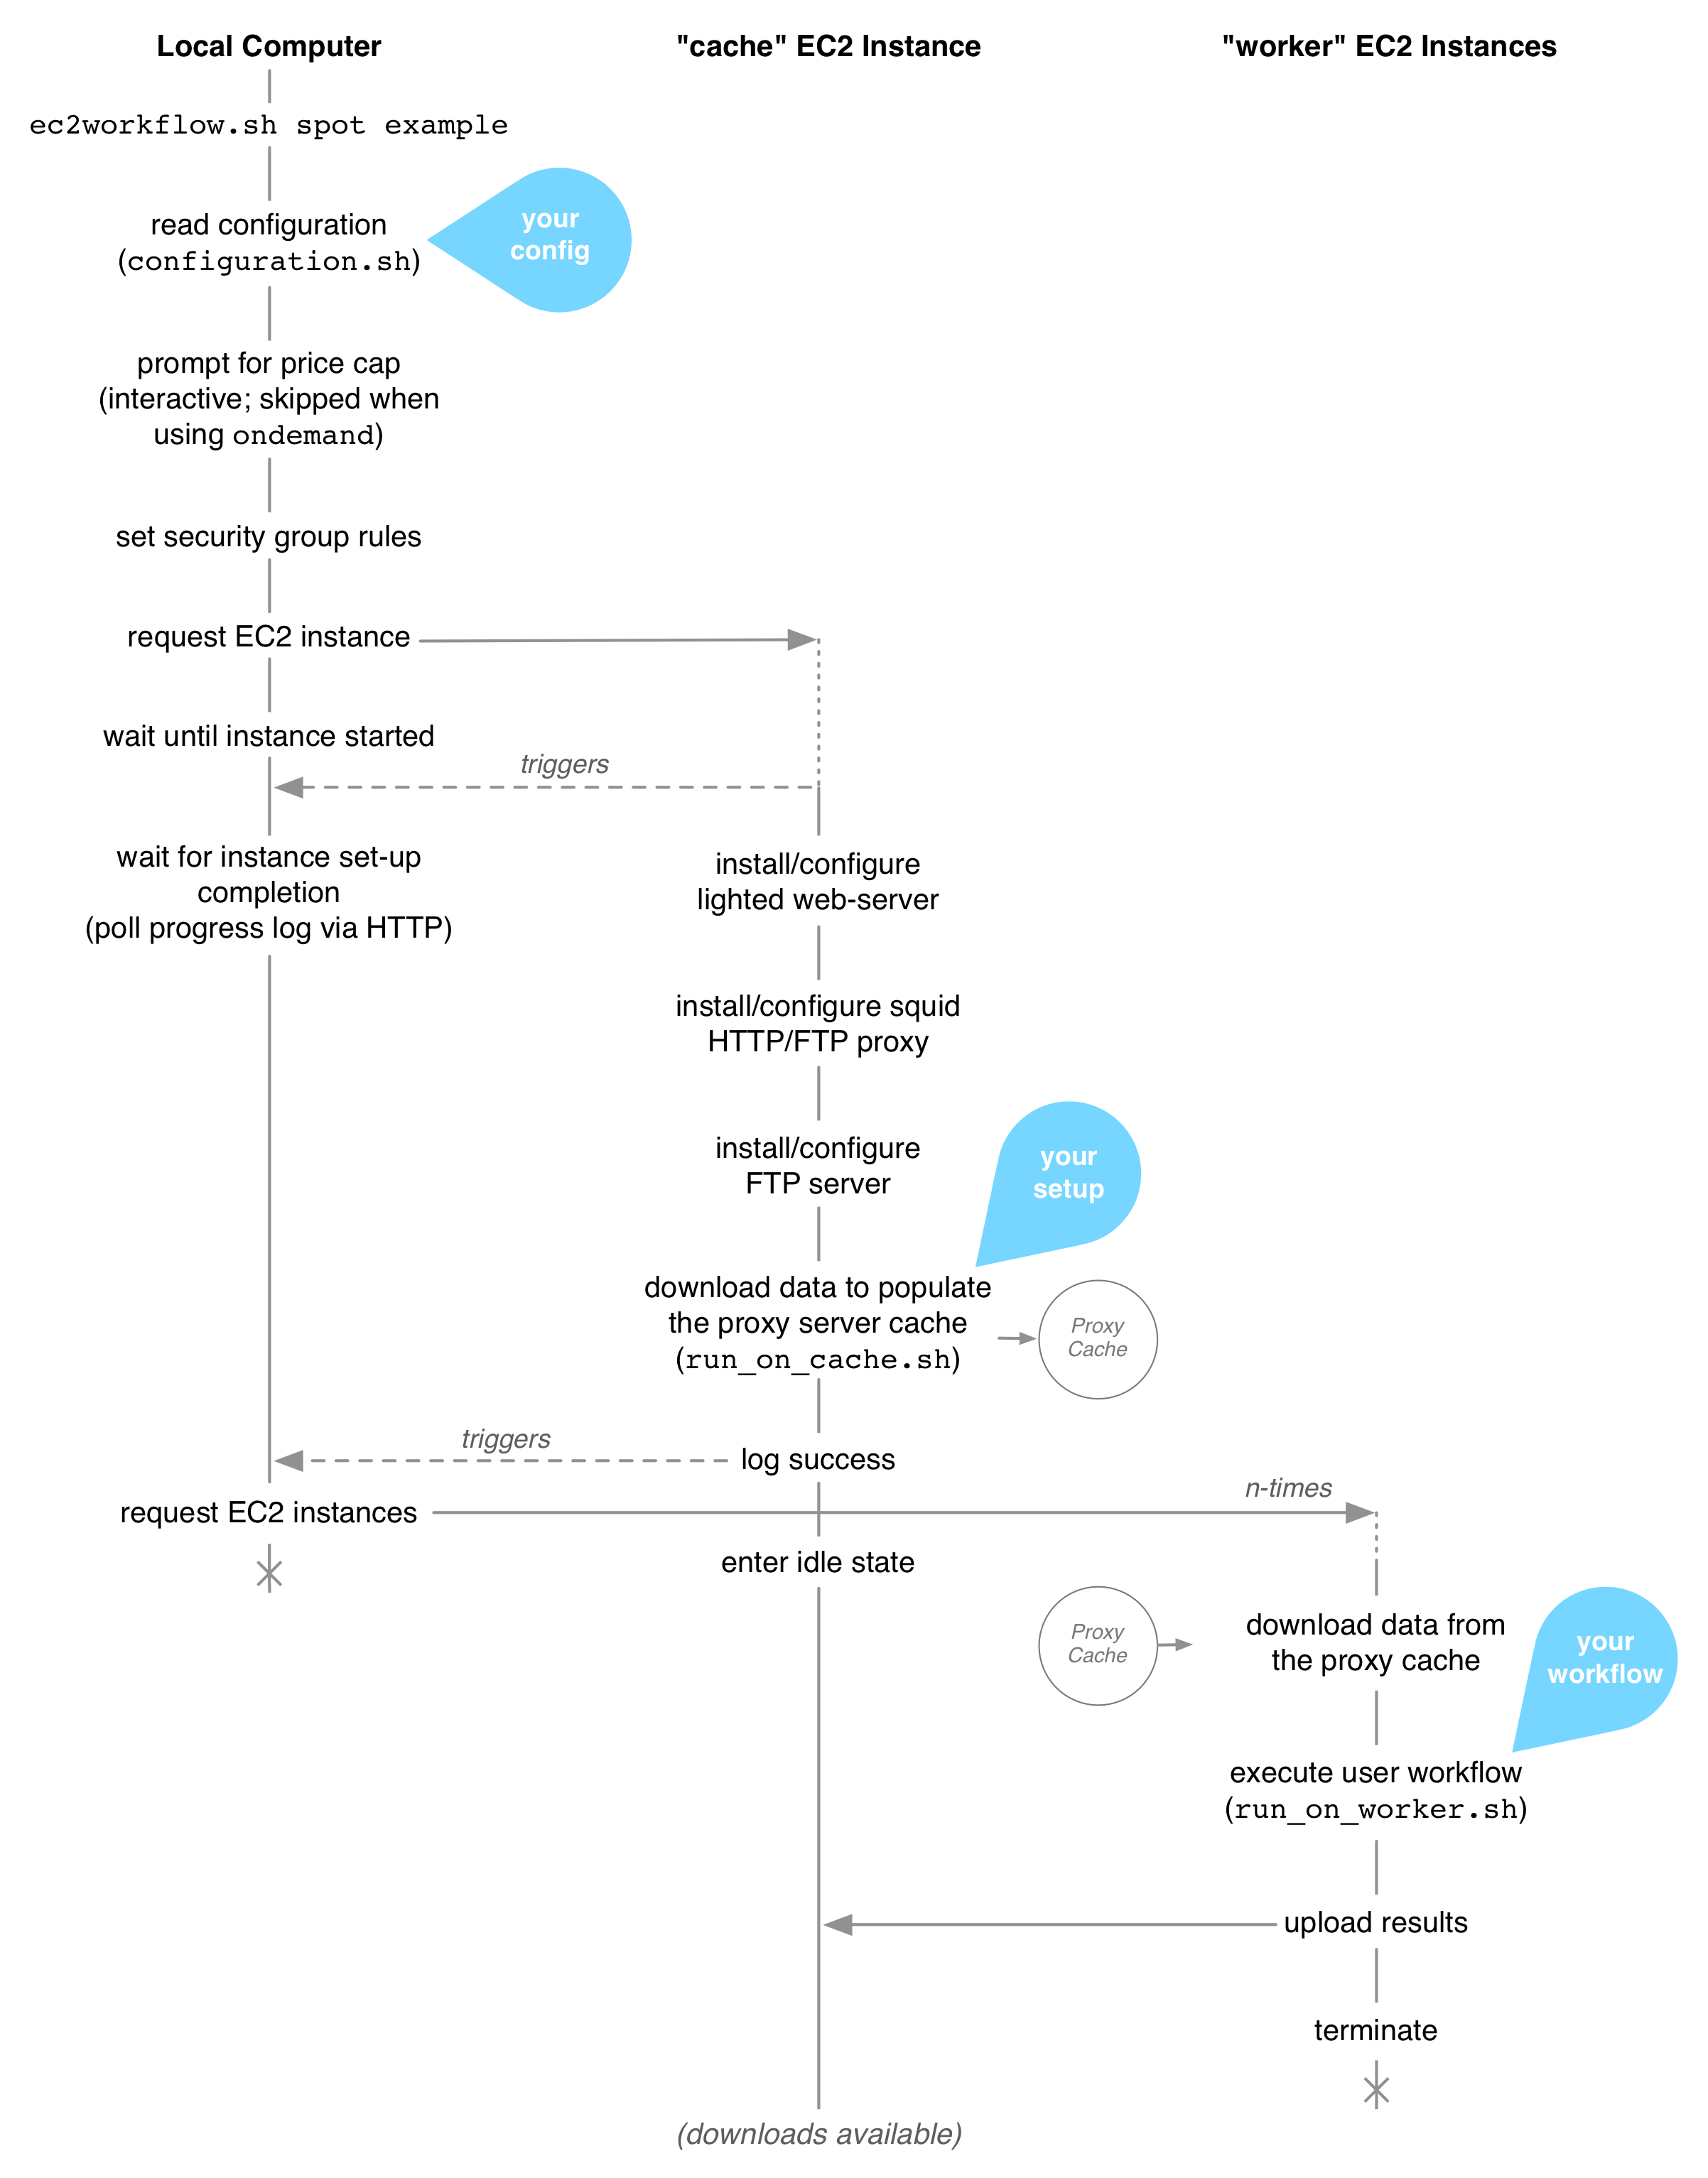 Local Computer
"cache" EC2 Instance
"worker" EC2 Instances
ec2workflow.sh spot example
read configuration
(configuration.sh)
your
config
prompt for price cap
(interactive; skipped when
using ondemand)
set security group rules
request EC2 instance
wait until instance started
triggers
wait for instance set-up
completion
(poll progress log via HTTP)
install/configure
lighted web-server
install/configure squid
HTTP/FTP proxy
install/configure
FTP server
your
setup
download data to populate
the proxy server cache
(run_on_cache.sh)
Proxy
Cache
triggers
log success
n-times
request EC2 instances
enter idle state
Proxy
Cache
download data from
the proxy cache
your
workflow
execute user workflow
(run_on_worker.sh)
upload results
terminate
(downloads available)